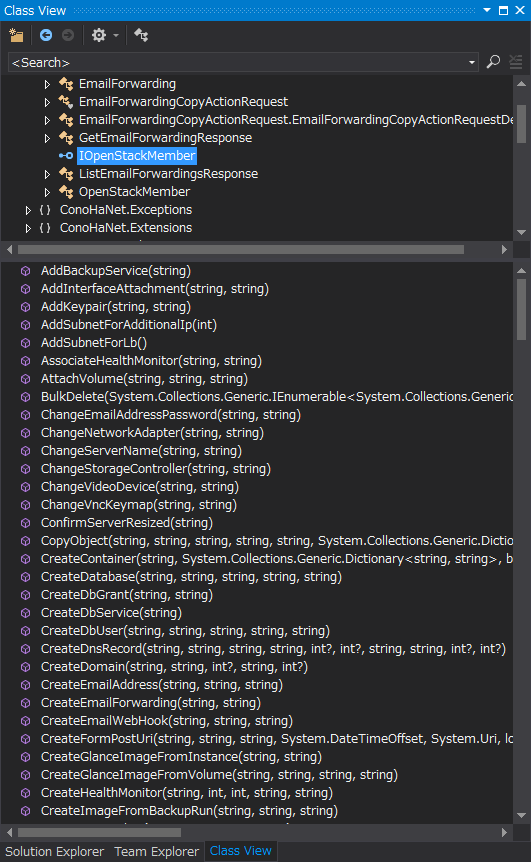 Class View
<Search>
EmailForwarding
EmailForwardingCopyActionRequest
EmailForwardingCopyActionRequest.EmailForwardingCopyActionRequestDe
GetEmailForwardingResponse
IOpenStackMember
ListEmailForwardingsResponse
OpenStackMember
{ } ConoHaNet.Exceptions
{ } ConoHaNet.Extensions
AddBackupService(string)
AddInterfaceAttachment(string, string)
AddKeypair(string, string)
AddSubnetForAdditionalIp(int)
AddSubnetForLb()
AssociateHealthMonitor(string, string)
AttachVolume(string, string, string)
BulkDelete(System.Collections.Generic.IEnumerable<System.Collections.Generic
ChangeEmailAddressPassword(string, string)
ChangeNetworkAdapter(string, string)
ChangeServerName(string, string)
ChangeStorageController(string, string)
ChangeVideoDevice(string, string)
ChangeVncKeymap(string, string)
ConfirmServerResized(string)
CopyObject(string, string, string, string, string, System.Collections.Generic.Dictio
CreateContainer(string, System.Collections.Generic.Dictionary<string, string>, b
CreateDatabase(string, string, string, string, string)
CreateDbGrant(string, string)
CreateDbService(string)
CreateDbUser(string, string, string, string, string)
CreateDnsRecord(string, string, string, string, int?, int?, string, string, int?, int?)
CreateDomain(string, string, int?, string, int?)
CreateEmailAddress(string, string, string)
CreateEmailForwarding(string, string)
CreateEmailWebHook(string, string, string)
CreateFormPostUri(string, string, string, System.DateTimeOffset, System.Uri, lo
CreateGlanceImageFromInstance(string, string)
CreateGlanceImageFromVolume(string, string, string, string)
CreateHealthMonitor(string, int, int, string, string)
CreateImageFromBackupRun(string, string)
Solution Explorer Team Explorer Class View